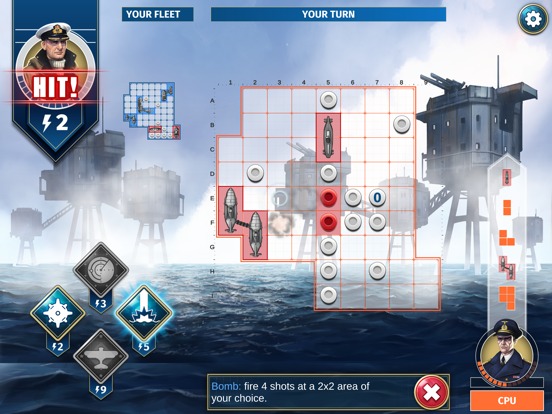 YOUR FLEET
YOUR TURN
HIT!
2
1 2 3 4 5 6 7 8
A
B
C
D
E
0
F
G
H
I
3
2
5
9
Bomb: fire 4 shots at a 2x2 area of
your choice.
CPU